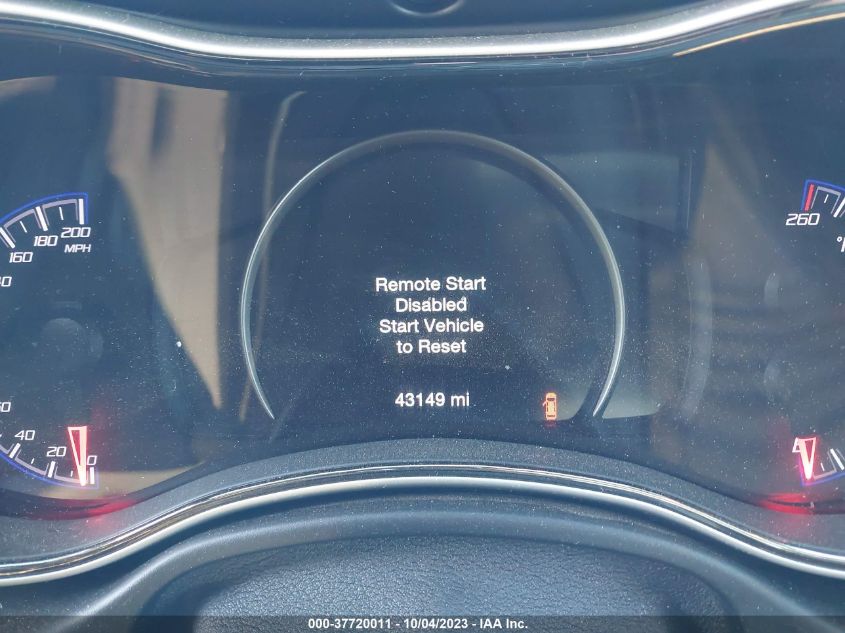 200
180
MPH
160
260
Remote Start
Disabled
Start Vehicle
to Reset
43149 mi
40
20
0
000-37720011 - 10/04/2023 - IAA Inc.